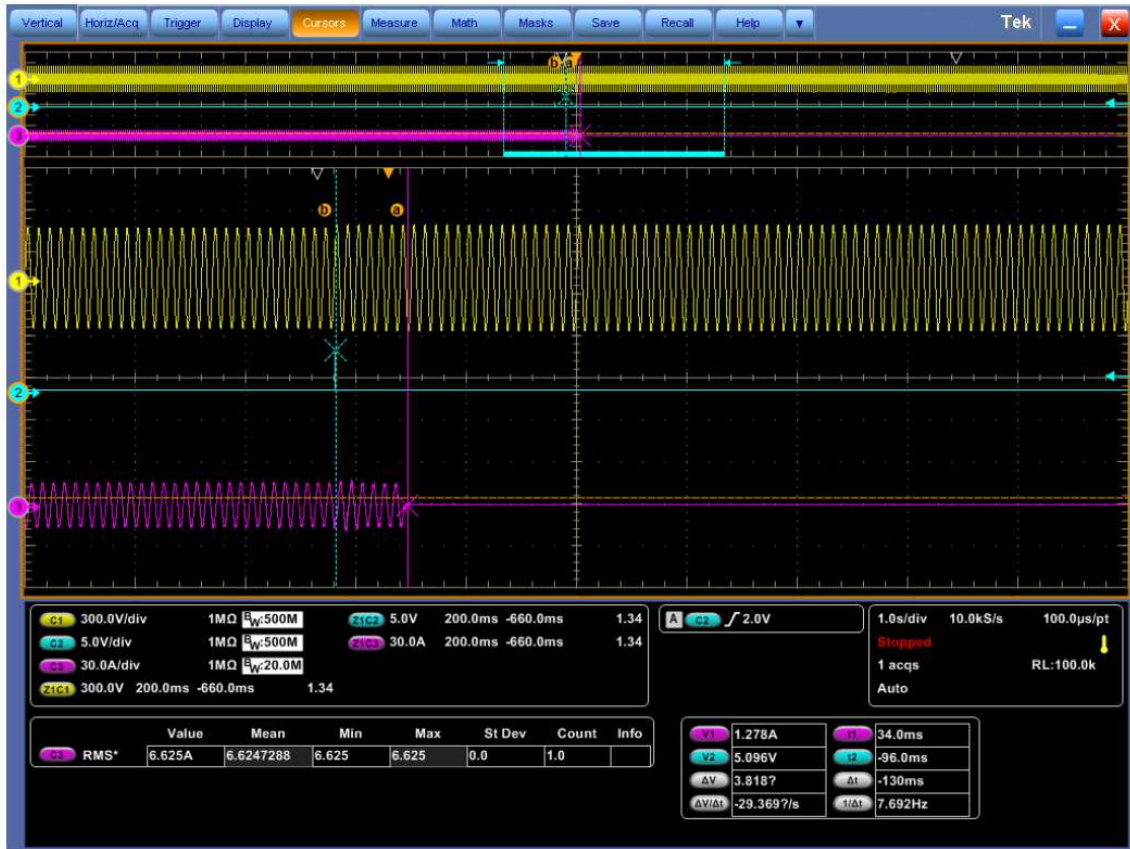 Vertical Horiz/Acq Trigger Display Cursors Measure Math Masks Save Recall Help Tek X
b a
1
2
3
b a
1
2
3
C1 300.0V/div 1MΩ BW:500M
C2 5.0V/div 1MΩ BW:500M
C3 30.0A/div 1MΩ BW:20.0M
Z1C1 300.0V 200.0ms -660.0ms 1.34
Z1C2 5.0V 200.0ms -660.0ms 1.34
Z1C3 30.0A 200.0ms -660.0ms 1.34
A C2 2.0V
1.0s/div 10.0kS/s 100.0µs/pt
Stopped
1 acqs RL:100.0k
Auto
Value Mean Min Max St Dev Count Info
C3 RMS* 6.625A 6.6247288 6.625 6.625 0.0 1.0
V1 1.278A t1 34.0ms
V2 5.096V t2 -96.0ms
ΔV 3.818? Δt -130ms
ΔV/Δt -29.369?/s 1/Δt 7.692Hz